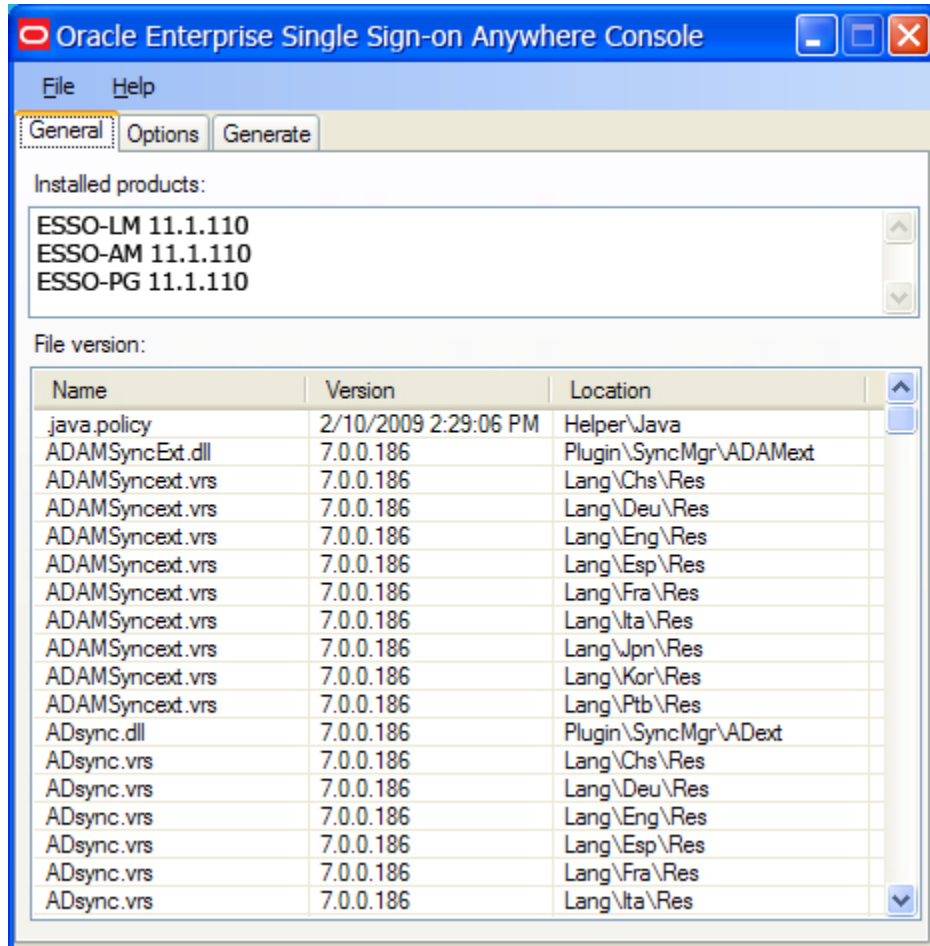 Oracle Enterprise Single Sign-on Anywhere Console
File Help
General Options Generate
Installed products:
ESSO-LM 11.1.110
ESSO-AM 11.1.110
ESSO-PG 11.1.110
File version:
Name Version Location
.java.policy 2/10/2009 2:29:06 PM Helper\Java
ADAMSyncExt.dll 7.0.0.186 Plugin\SyncMgr\ADAMext
ADAMSyncext.vrs 7.0.0.186 Lang\Chs\Res
ADAMSyncext.vrs 7.0.0.186 Lang\Deu\Res
ADAMSyncext.vrs 7.0.0.186 Lang\Eng\Res
ADAMSyncext.vrs 7.0.0.186 Lang\Esp\Res
ADAMSyncext.vrs 7.0.0.186 Lang\Fra\Res
ADAMSyncext.vrs 7.0.0.186 Lang\Ita\Res
ADAMSyncext.vrs 7.0.0.186 Lang\Jpn\Res
ADAMSyncext.vrs 7.0.0.186 Lang\Kor\Res
ADAMSyncext.vrs 7.0.0.186 Lang\Ptb\Res
ADsync.dll 7.0.0.186 Plugin\SyncMgr\ADext
ADsync.vrs 7.0.0.186 Lang\Chs\Res
ADsync.vrs 7.0.0.186 Lang\Deu\Res
ADsync.vrs 7.0.0.186 Lang\Eng\Res
ADsync.vrs 7.0.0.186 Lang\Esp\Res
ADsync.vrs 7.0.0.186 Lang\Fra\Res
ADsync.vrs 7.0.0.186 Lang\Ita\Res